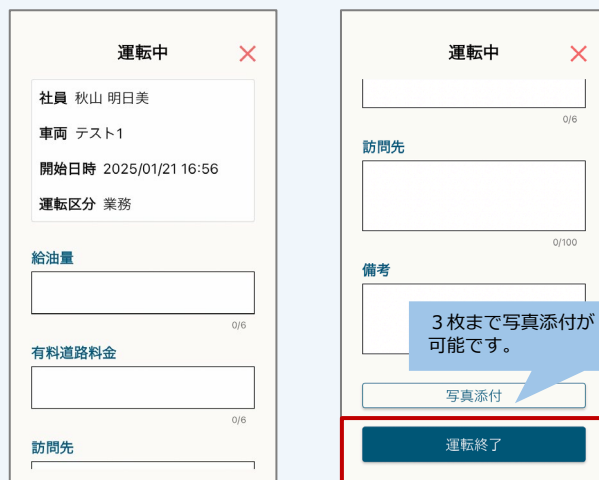 運転中
社員 秋山 明日美
車両 テスト1
開始日時 2025/01/21 16:56
運転区分 業務
給油量
0/6
有料道路料金
0/6
訪問先
運転中
0/6
訪問先
0/100
備考
３枚まで写真添付が
可能です。
写真添付
運転終了